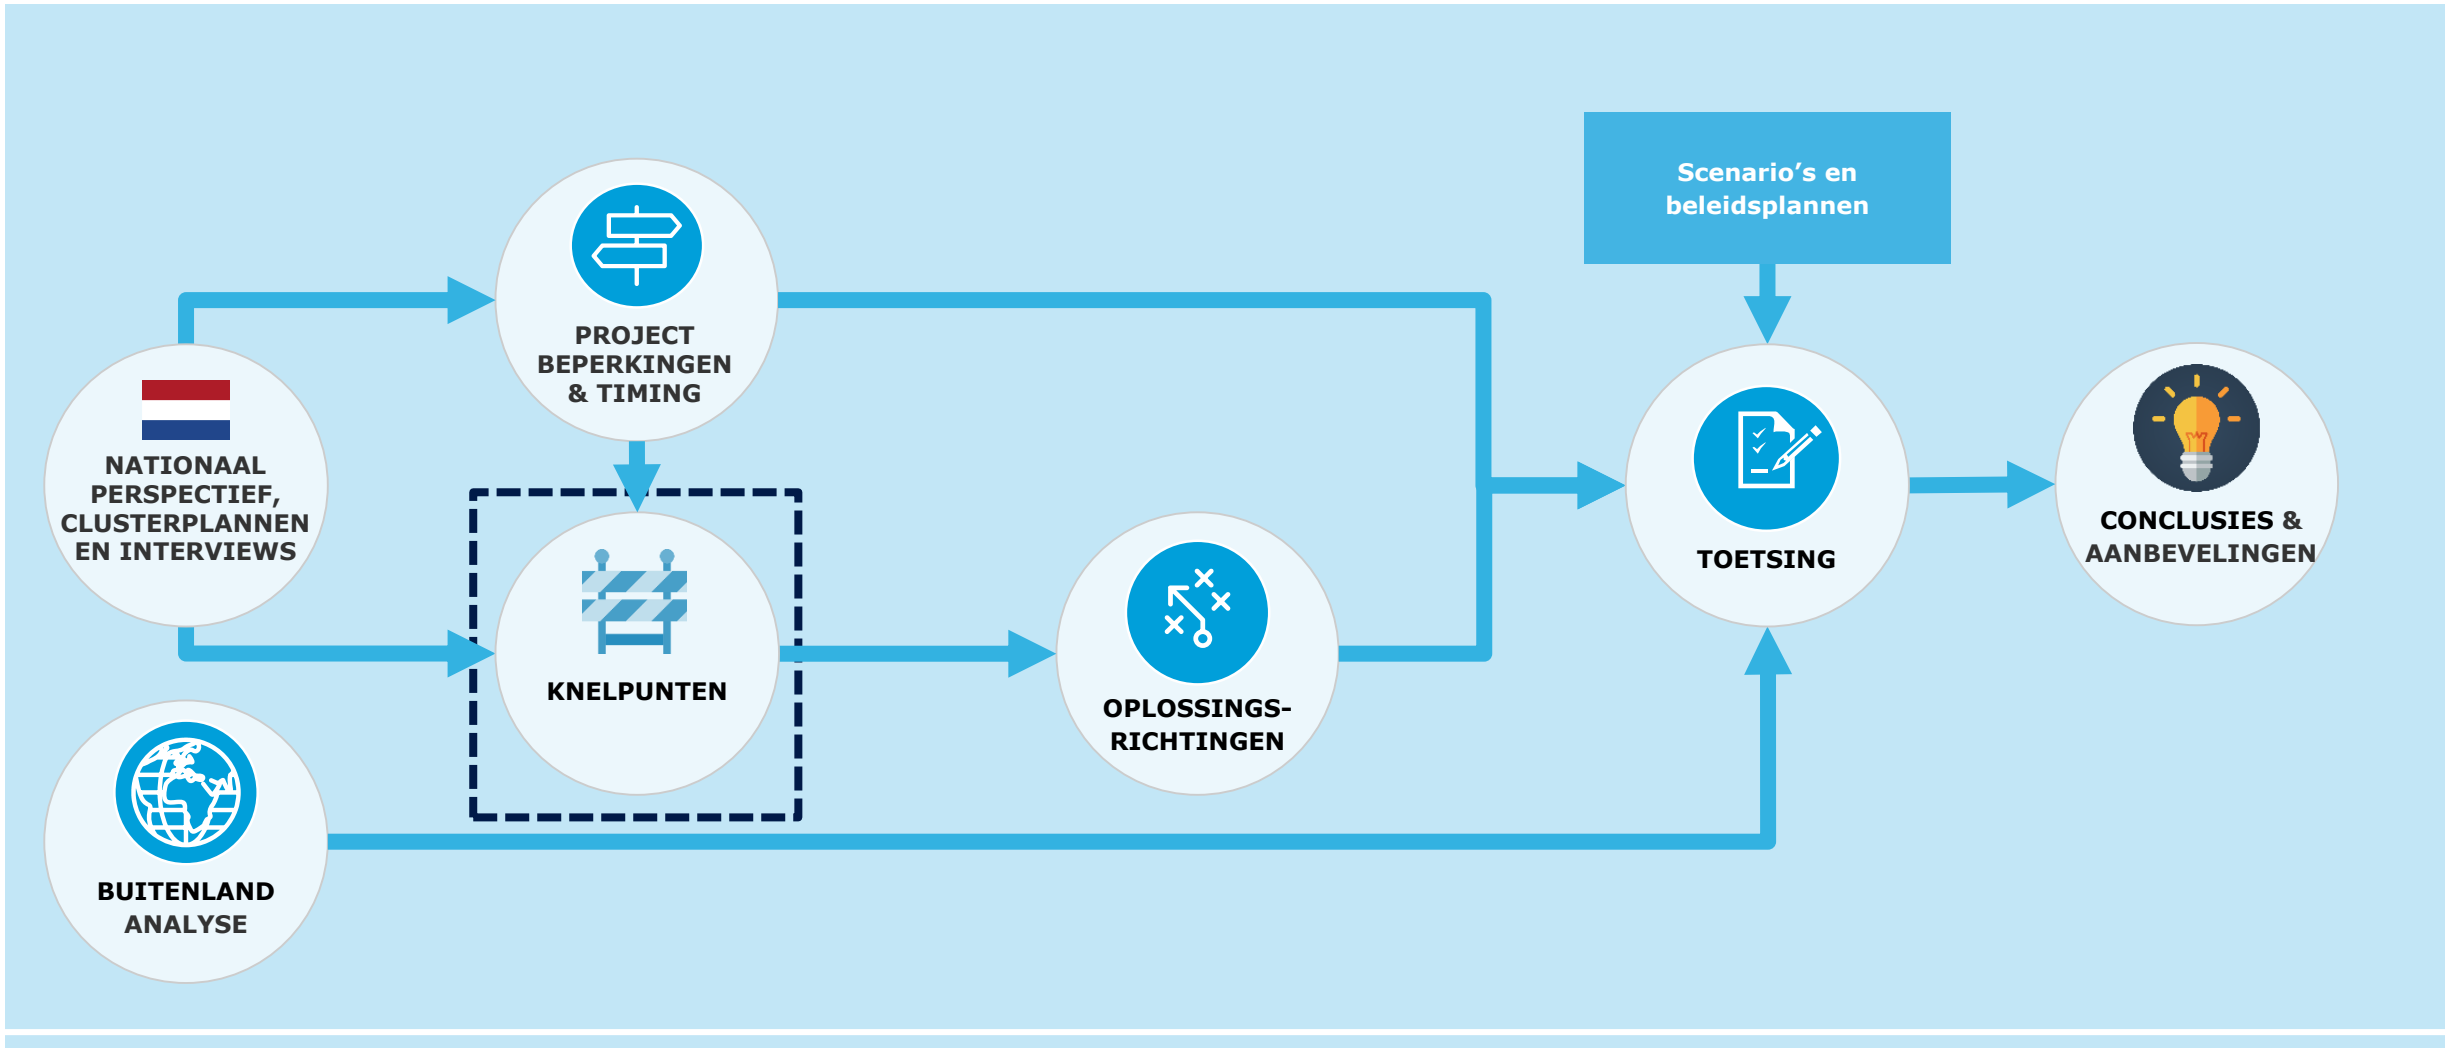 Scenario’s en
beleidsplannen
PROJECT
BEPERKINGEN
& TIMING
NATIONAAL
PERSPECTIEF,
CLUSTERPLANNEN
EN INTERVIEWS
KNELPUNTEN
OPLOSSINGS-
RICHTINGEN
TOETSING
CONCLUSIES &
AANBEVELINGEN
BUITENLAND
ANALYSE